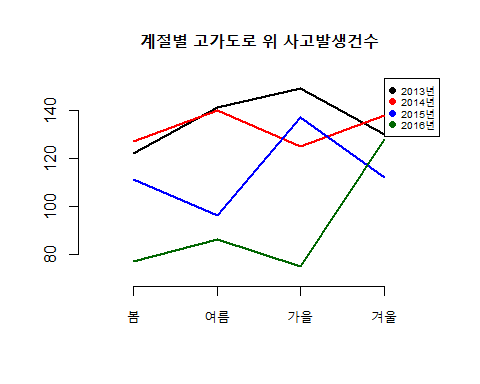 계절별 고가도로 위 사고발생건수
2013년
2014년
2015년
2016년
140
120
100
80
봄 여름 가을 겨울